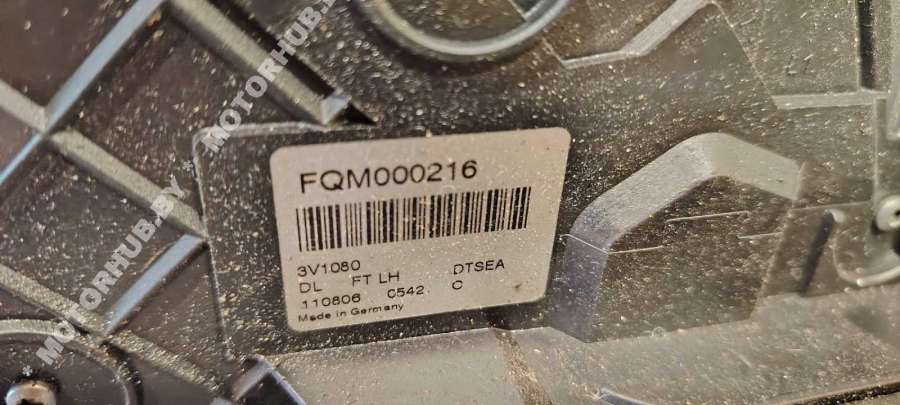 * MOTORHUB.BY * MOTORHUB.BY
FQM000216
3V1080
DL FT LH DTSEA
110806 0542 C
Made in Germany